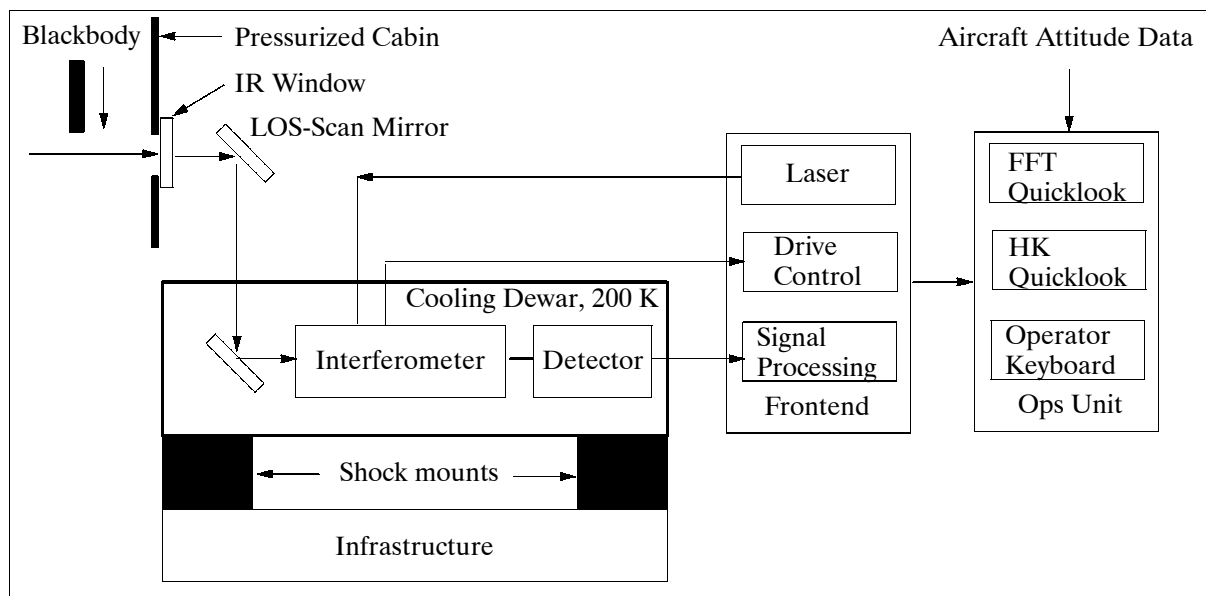 Blackbody
Pressurized Cabin
Aircraft Attitude Data
IR Window
LOS-Scan Mirror
Laser
FFT
Quicklook
Drive
Control
HK
Quicklook
Cooling Dewar, 200 K
Interferometer
Detector
Signal
Processing
Operator
Keyboard
Frontend
Ops Unit
Shock mounts
Infrastructure